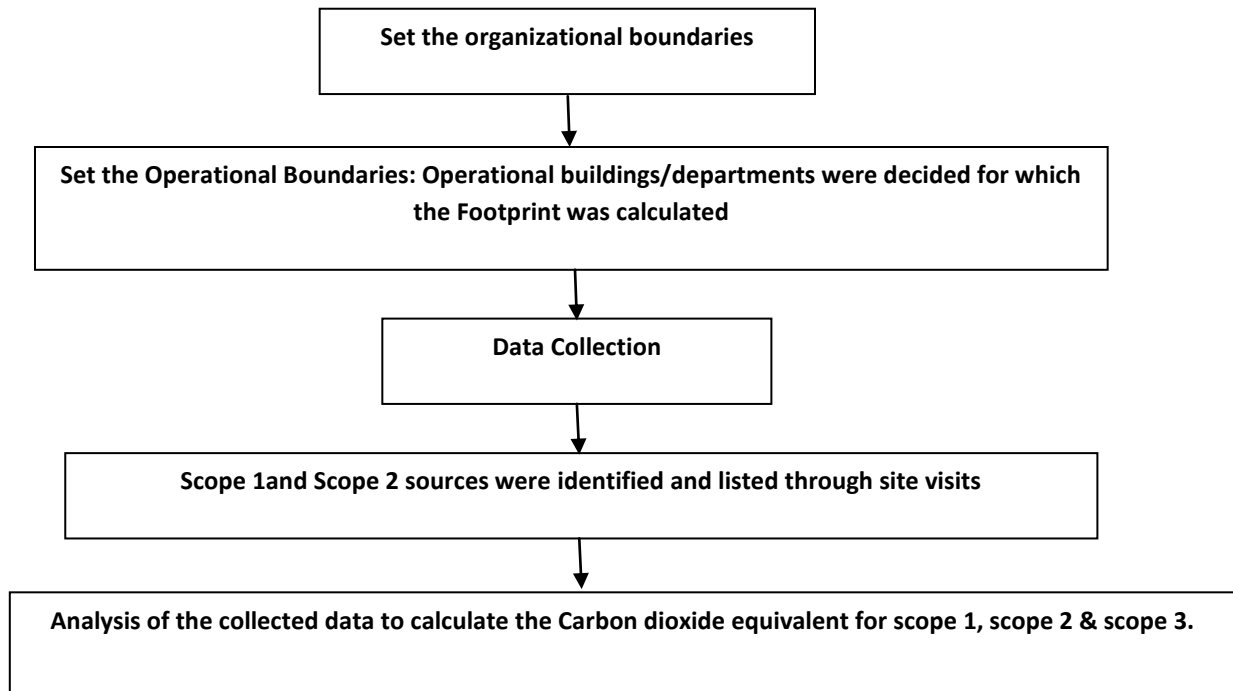 Set the organizational boundaries
Set the Operational Boundaries: Operational buildings/departments were decided for which
the Footprint was calculated
Data Collection
Scope 1and Scope 2 sources were identified and listed through site visits
Analysis of the collected data to calculate the Carbon dioxide equivalent for scope 1, scope 2 & scope 3.